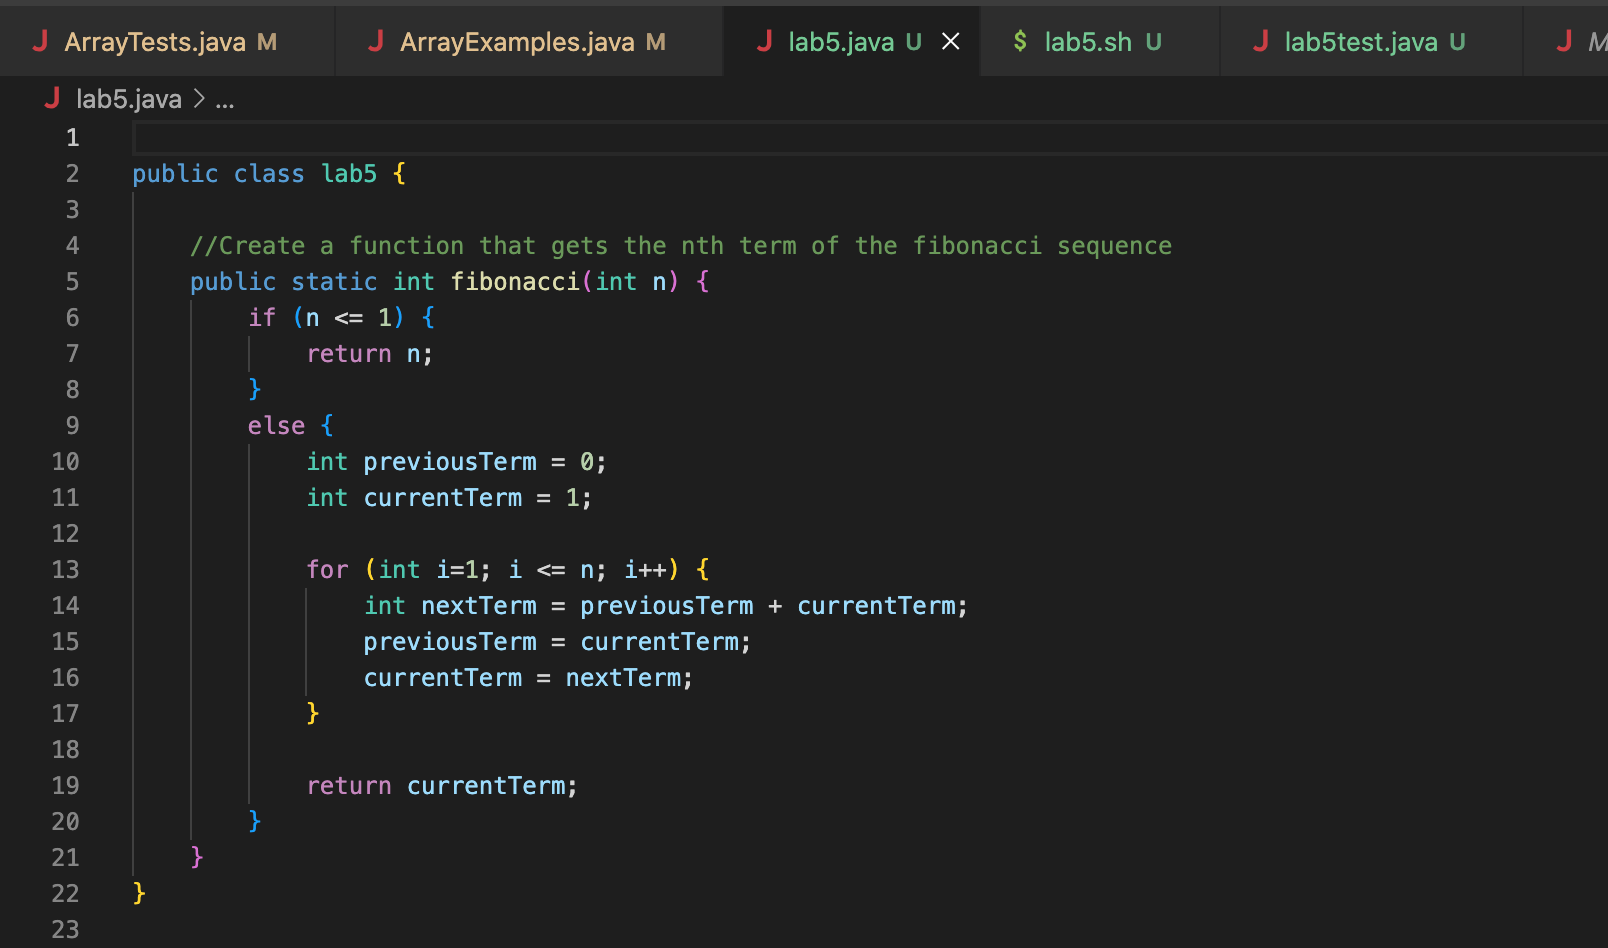 ArrayTests.java M ArrayExamples.java M lab5.java U × $ lab5.sh U lab5test.java U M
lab5.java > ...
1
2 public class lab5 {
3
4 //Create a function that gets the nth term of the fibonacci sequence
5 public static int fibonacci(int n) {
6 if (n <= 1) {
7 return n;
8 }
9 else {
10 int previousTerm = 0;
11 int currentTerm = 1;
12
13 for (int i=1; i <= n; i++) {
14 int nextTerm = previousTerm + currentTerm;
15 previousTerm = currentTerm;
16 currentTerm = nextTerm;
17 }
18
19 return currentTerm;
20 }
21 }
22 }
23